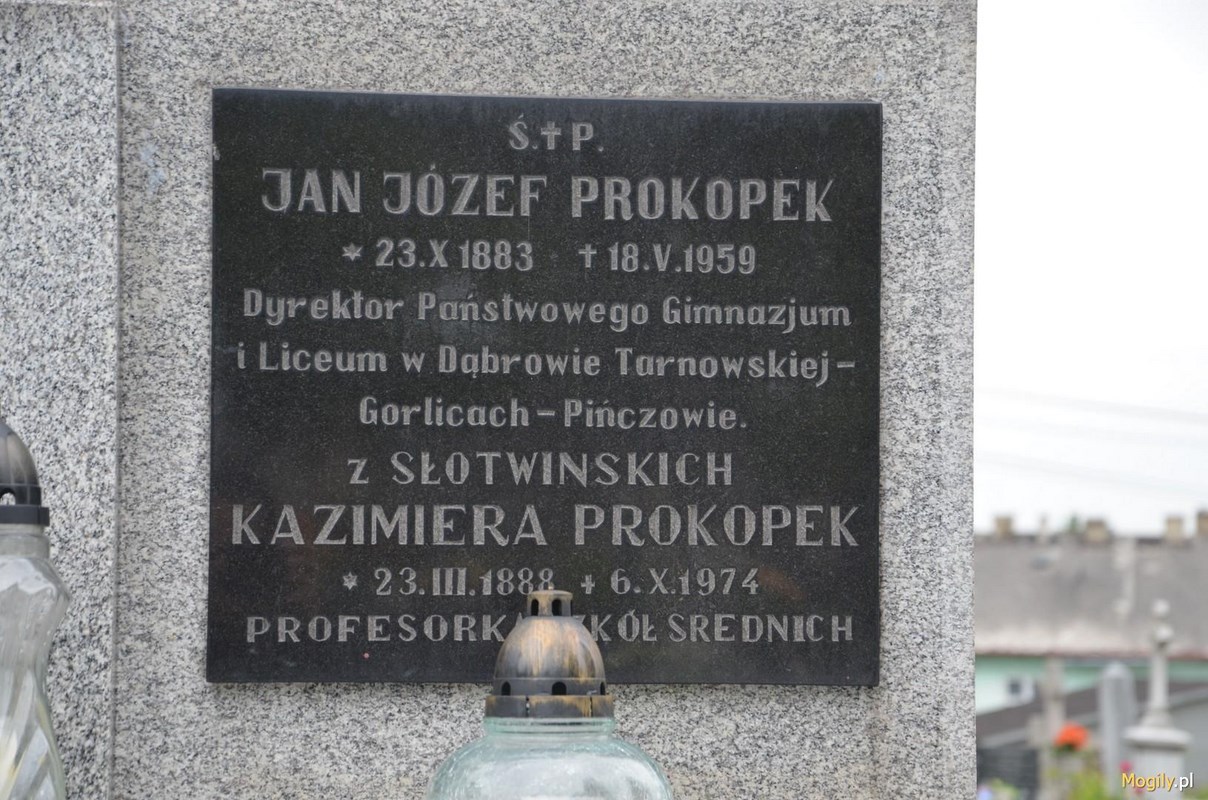 Ś.†P.
JAN JÓZEF PROKOPEK
* 23.X 1883 † 18.V.1959
Dyrektor Państwowego Gimnazjum
i Liceum w Dąbrowie Tarnowskiej-
Gorlicach-Pińczowie.
z SŁOTWINSKICH
KAZIMIERA PROKOPEK
* 23.III.1888 † 6.X.1974
PROFESORKA SZKÓŁ SREDNICH
Mogily.pl